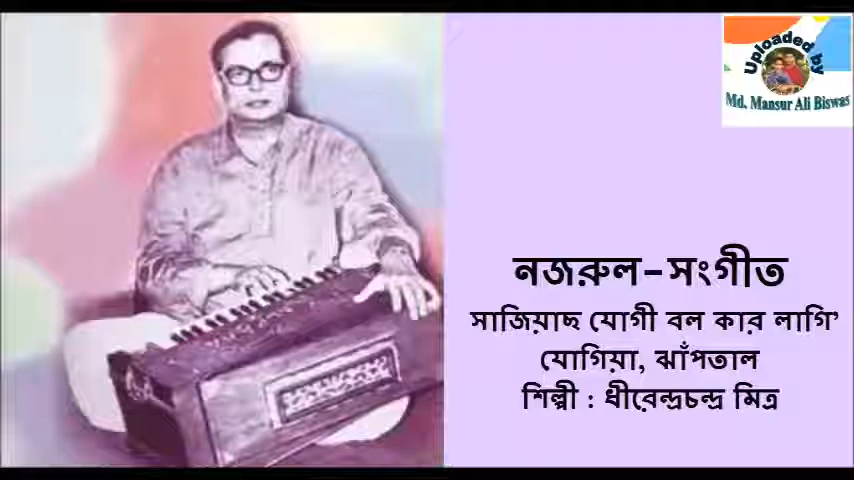 Uploaded by
Md. Mansur Ali Biswas
নজরুল-সংগীত
সাজিয়াছ যোগী বল কার লাগি’
যোগিয়া, ঝাঁপতাল
শিল্পী : ধীরেন্দ্রচন্দ্র মিত্র